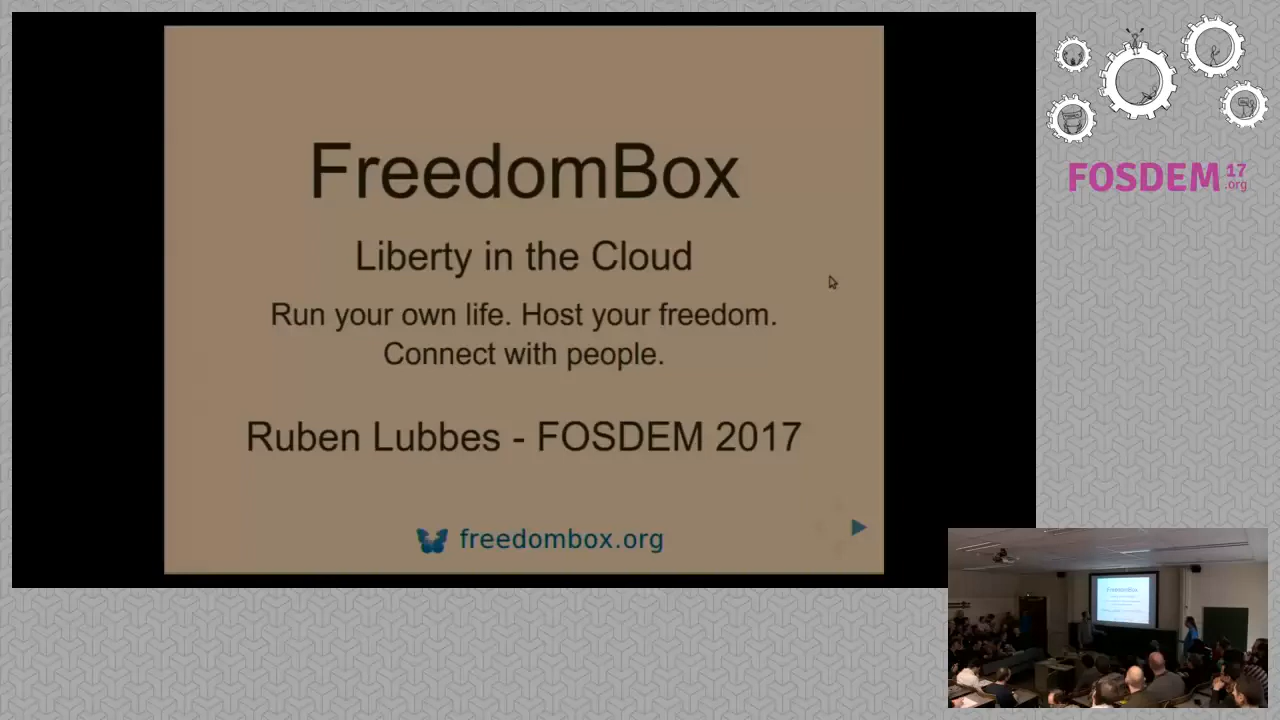 FreedomBox
Liberty in the Cloud
Run your own life. Host your freedom.
Connect with people.
Ruben Lubbes - FOSDEM 2017
freedombox.org
FOSDEM 17
.org
FreedomBox